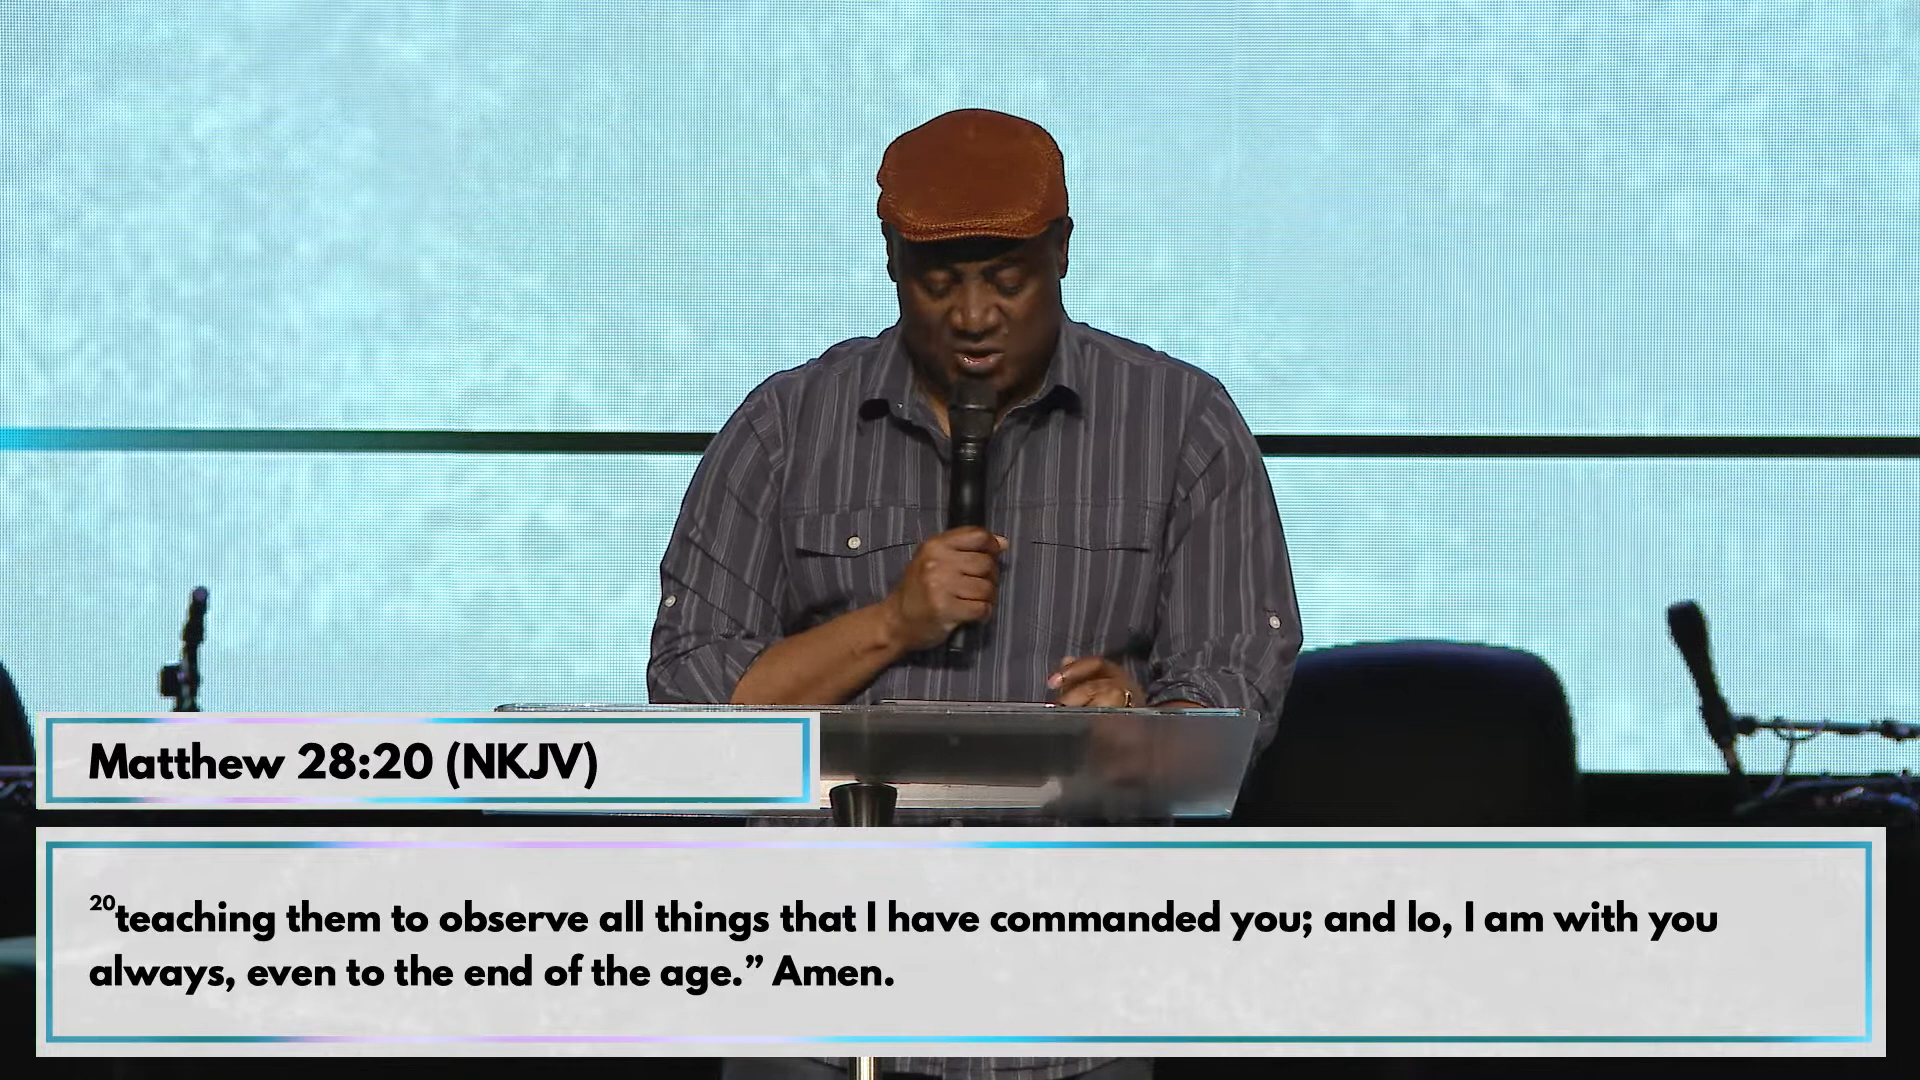 Matthew 28:20 (NKJV)
20teaching them to observe all things that I have commanded you; and lo, I am with you
always, even to the end of the age.” Amen.